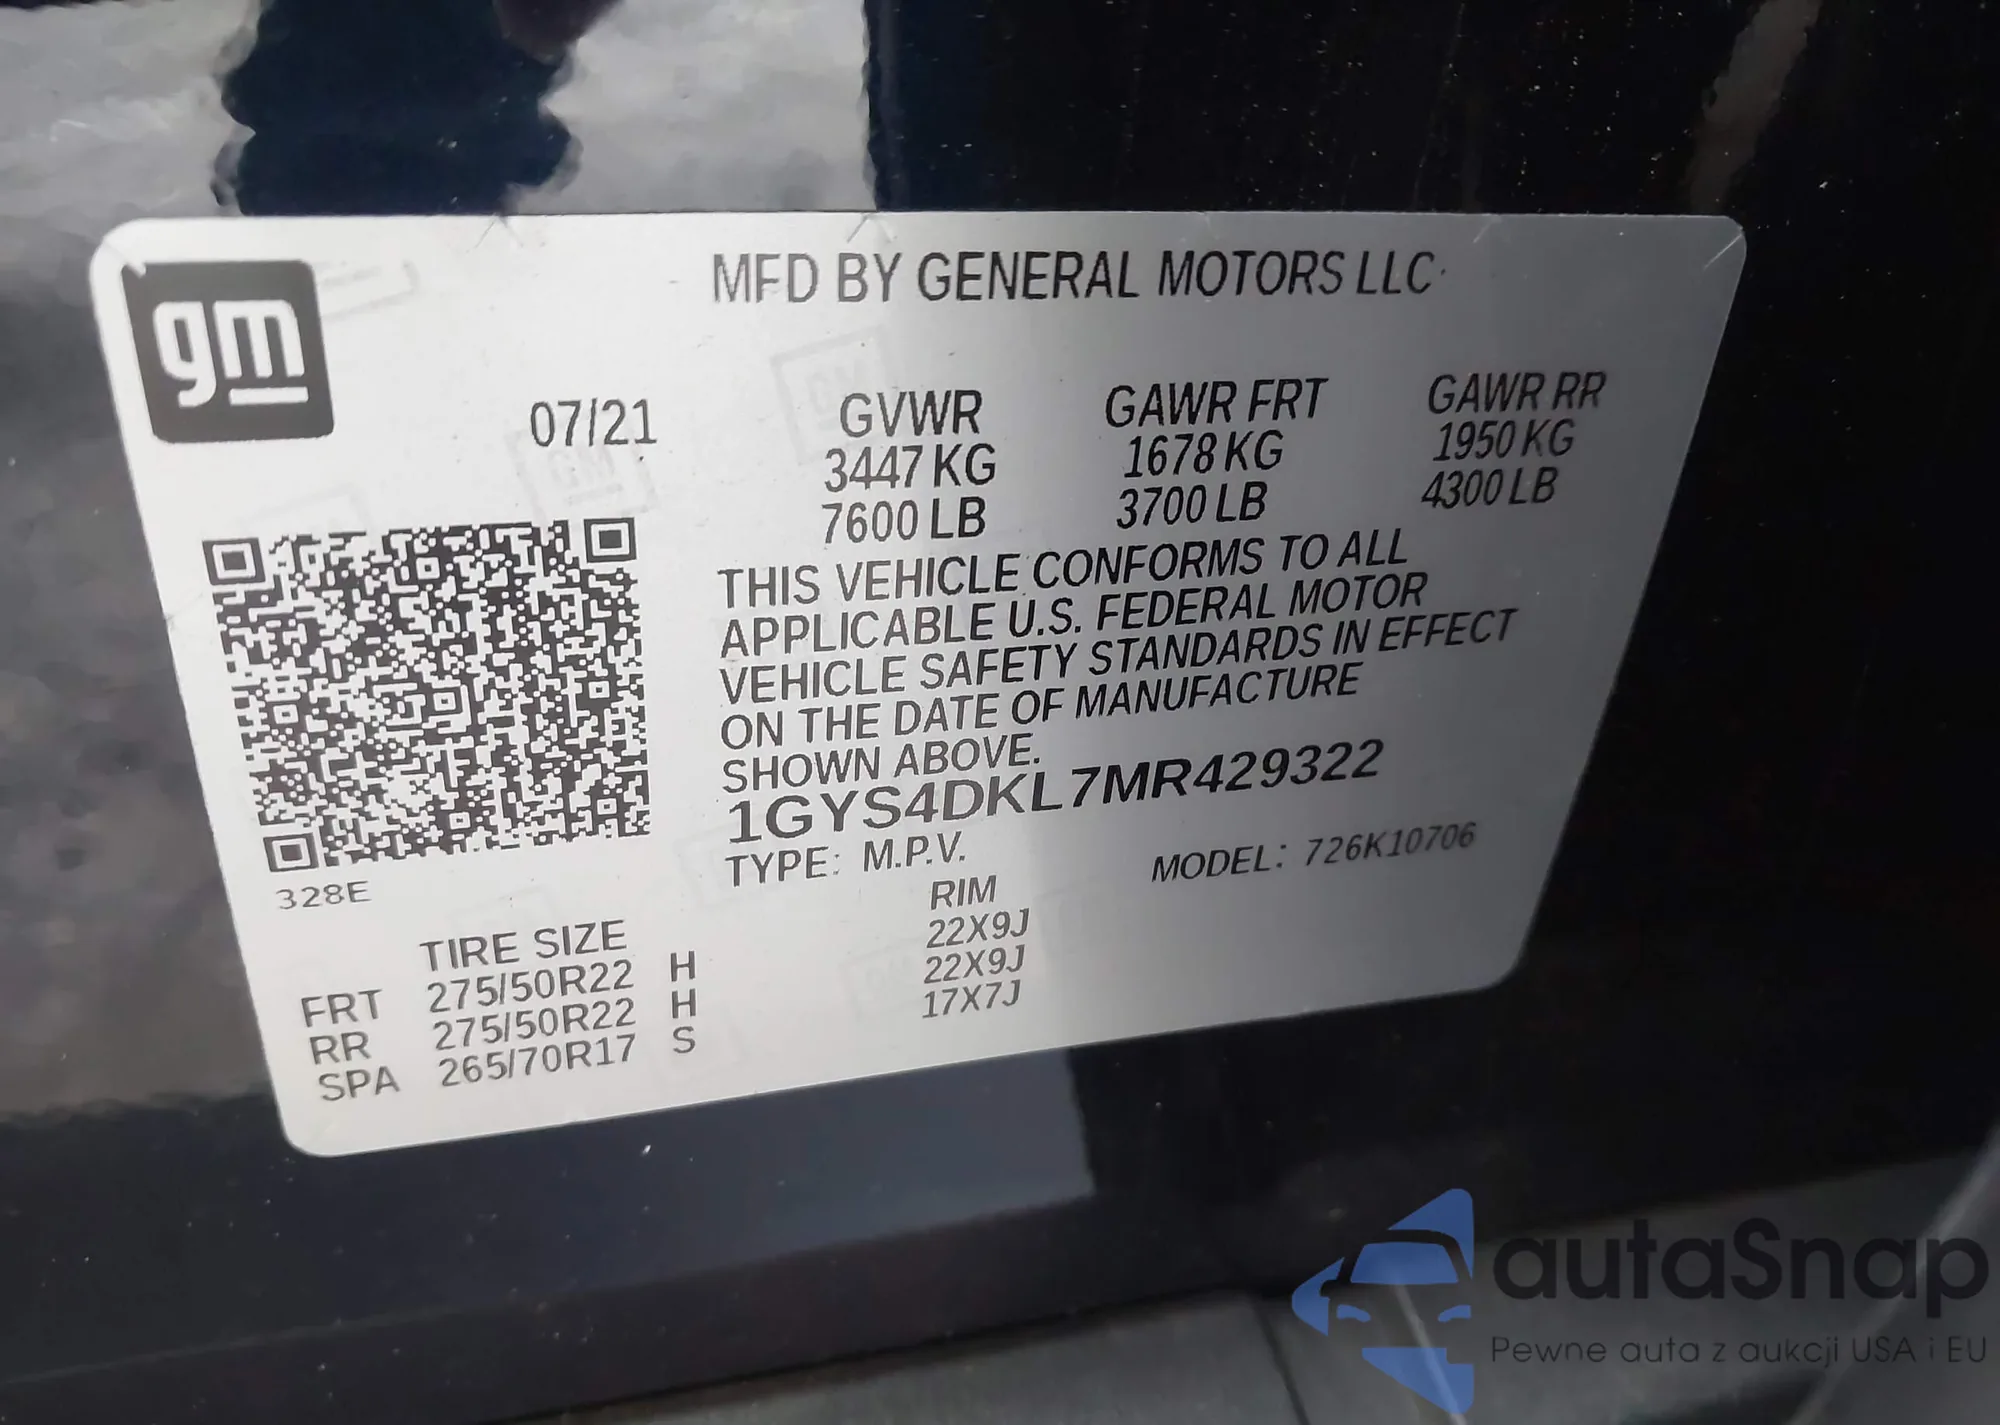 gm
MFD BY GENERAL MOTORS LLC
07/21
GVWR GAWR FRT GAWR RR
3447 KG 1678 KG 1950 KG
7600 LB 3700 LB 4300 LB
THIS VEHICLE CONFORMS TO ALL
APPLICABLE U.S. FEDERAL MOTOR
VEHICLE SAFETY STANDARDS IN EFFECT
ON THE DATE OF MANUFACTURE
SHOWN ABOVE.
1GYS4DKL7MR429322
TYPE: M.P.V. MODEL: 726K10706
328E
TIRE SIZE RIM
FRT 275/50R22 H 22X9J
RR 275/50R22 H 22X9J
SPA 265/70R17 S 17X7J
autaSnap
Pewne auta z aukcji USA i EU